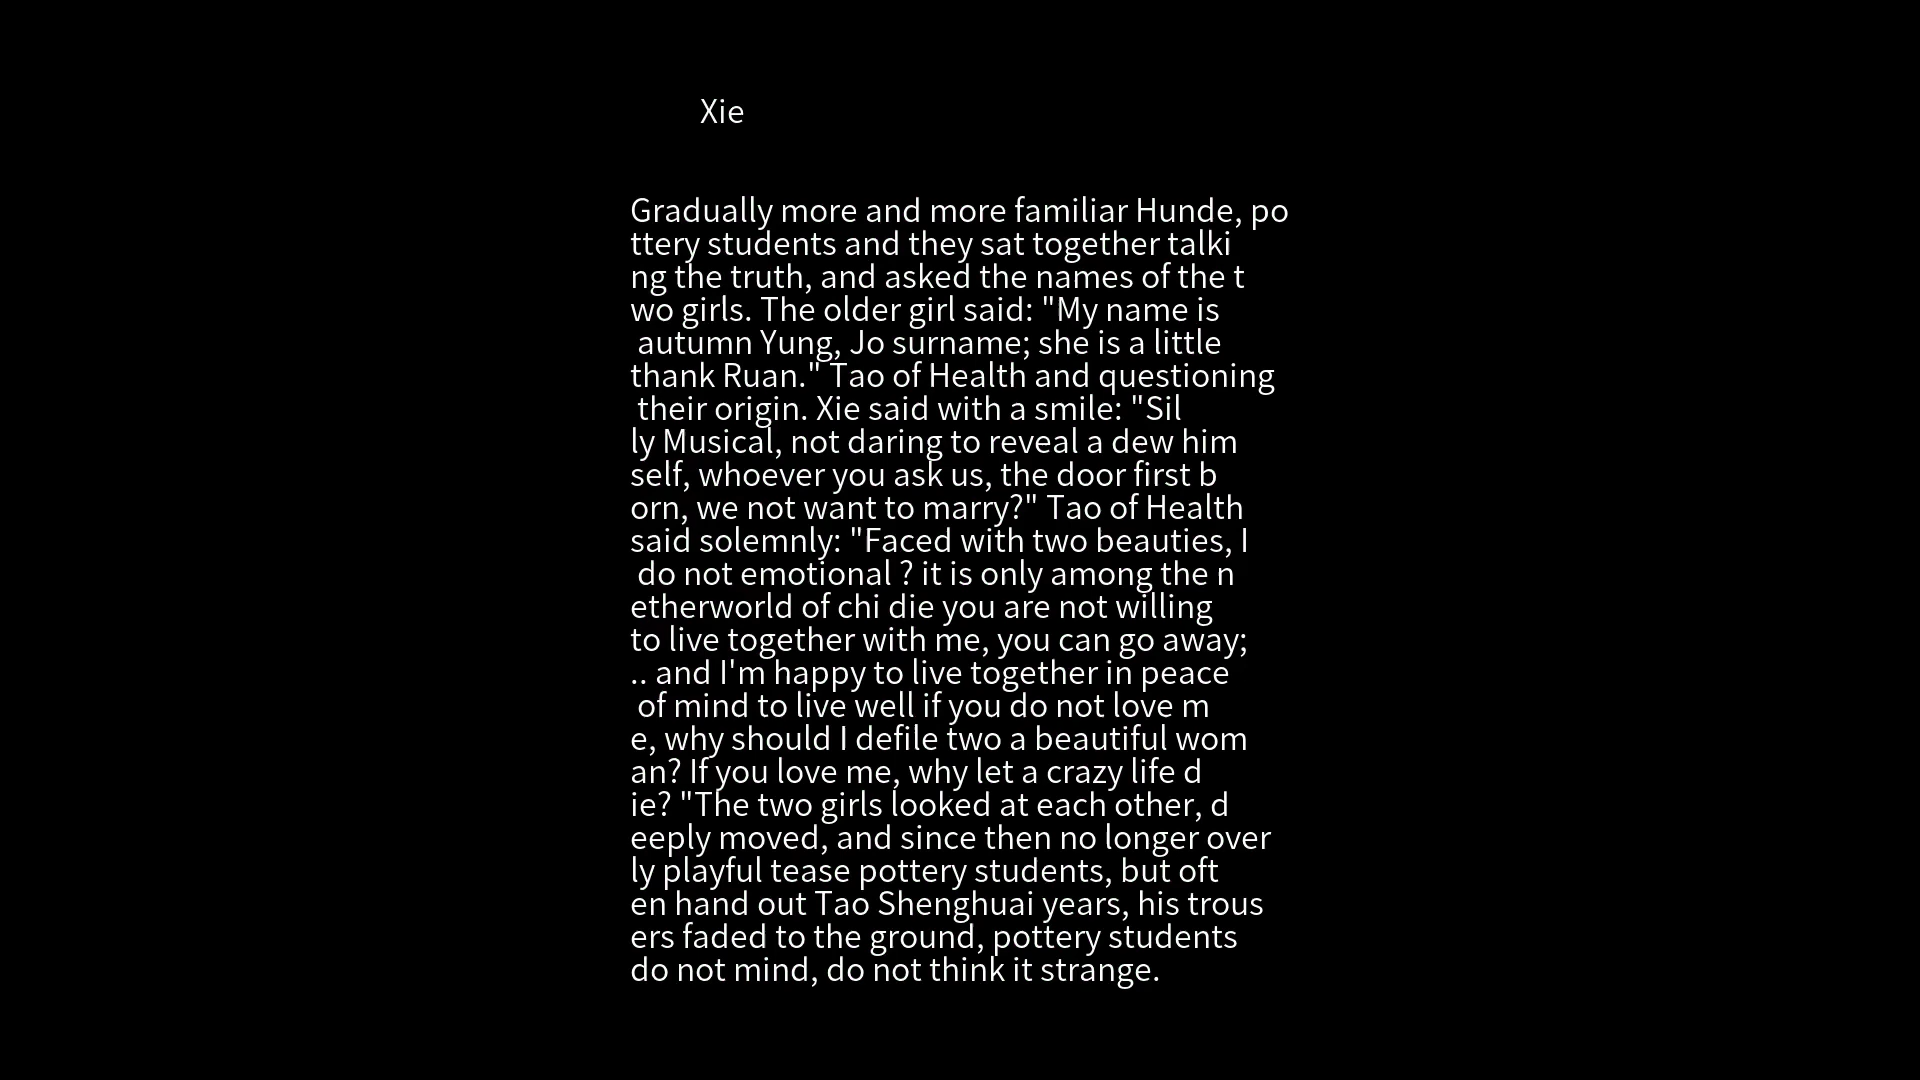 Xie
Gradually more and more familiar Hunde, po
ttery students and they sat together talki
ng the truth, and asked the names of the t
wo girls. The older girl said: "My name is
autumn Yung, Jo surname; she is a little
thank Ruan." Tao of Health and questioning
their origin. Xie said with a smile: "Sil
ly Musical, not daring to reveal a dew him
self, whoever you ask us, the door first b
orn, we not want to marry?" Tao of Health
said solemnly: "Faced with two beauties, I
do not emotional ? it is only among the n
etherworld of chi die you are not willing
to live together with me, you can go away;
.. and I'm happy to live together in peace
of mind to live well if you do not love m
e, why should I defile two a beautiful wom
an? If you love me, why let a crazy life d
ie? "The two girls looked at each other, d
eeply moved, and since then no longer over
ly playful tease pottery students, but oft
en hand out Tao Shenghuai years, his trous
ers faded to the ground, pottery students
do not mind, do not think it strange.